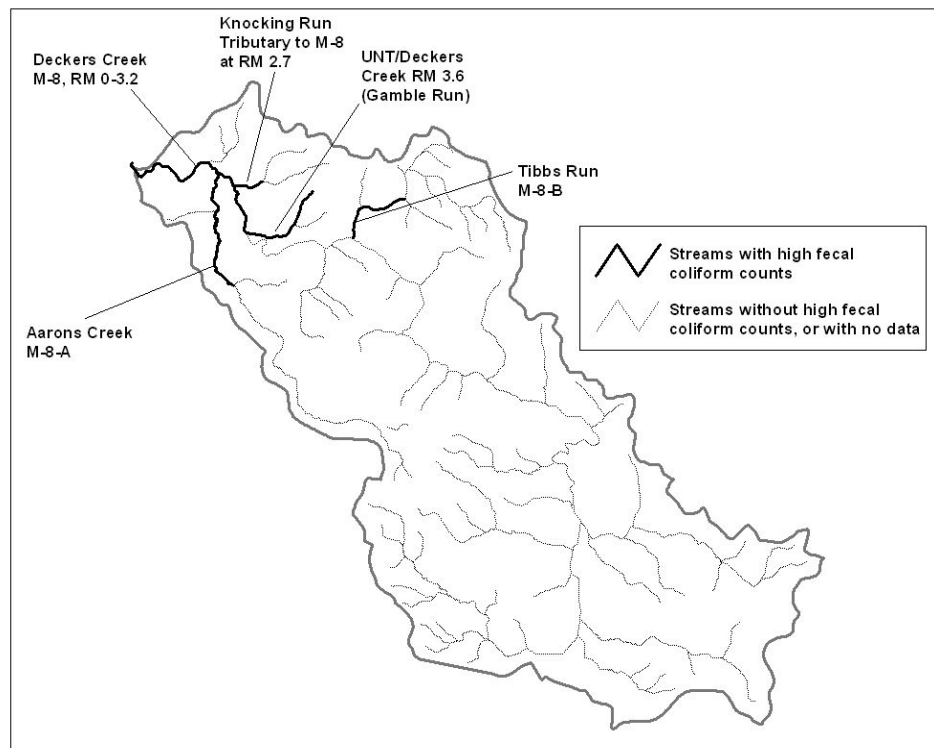 Knocking Run
Tributary to M-8
at RM 2.7
Deckers Creek
M-8, RM 0-3.2
UNT/Deckers
Creek RM 3.6
(Gamble Run)
Tibbs Run
M-8-B
Streams with high fecal
coliform counts
Streams without high fecal
coliform counts, or with no data
Aarons Creek
M-8-A